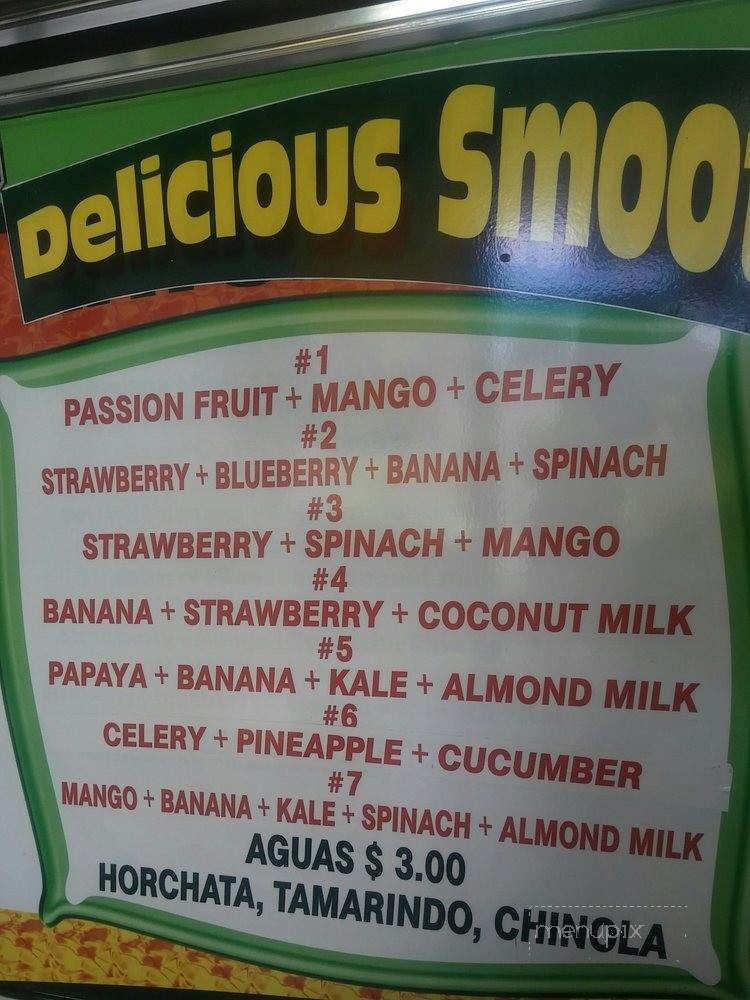 Delicious Smoot
#1
PASSION FRUIT + MANGO + CELERY
#2
STRAWBERRY + BLUEBERRY + BANANA + SPINACH
#3
STRAWBERRY + SPINACH + MANGO
#4
BANANA + STRAWBERRY + COCONUT MILK
#5
PAPAYA + BANANA + KALE + ALMOND MILK
#6
CELERY + PINEAPPLE + CUCUMBER
#7
MANGO + BANANA + KALE + SPINACH + ALMOND MILK
AGUAS $ 3.00
HORCHATA, TAMARINDO, CHINOLA
menupix